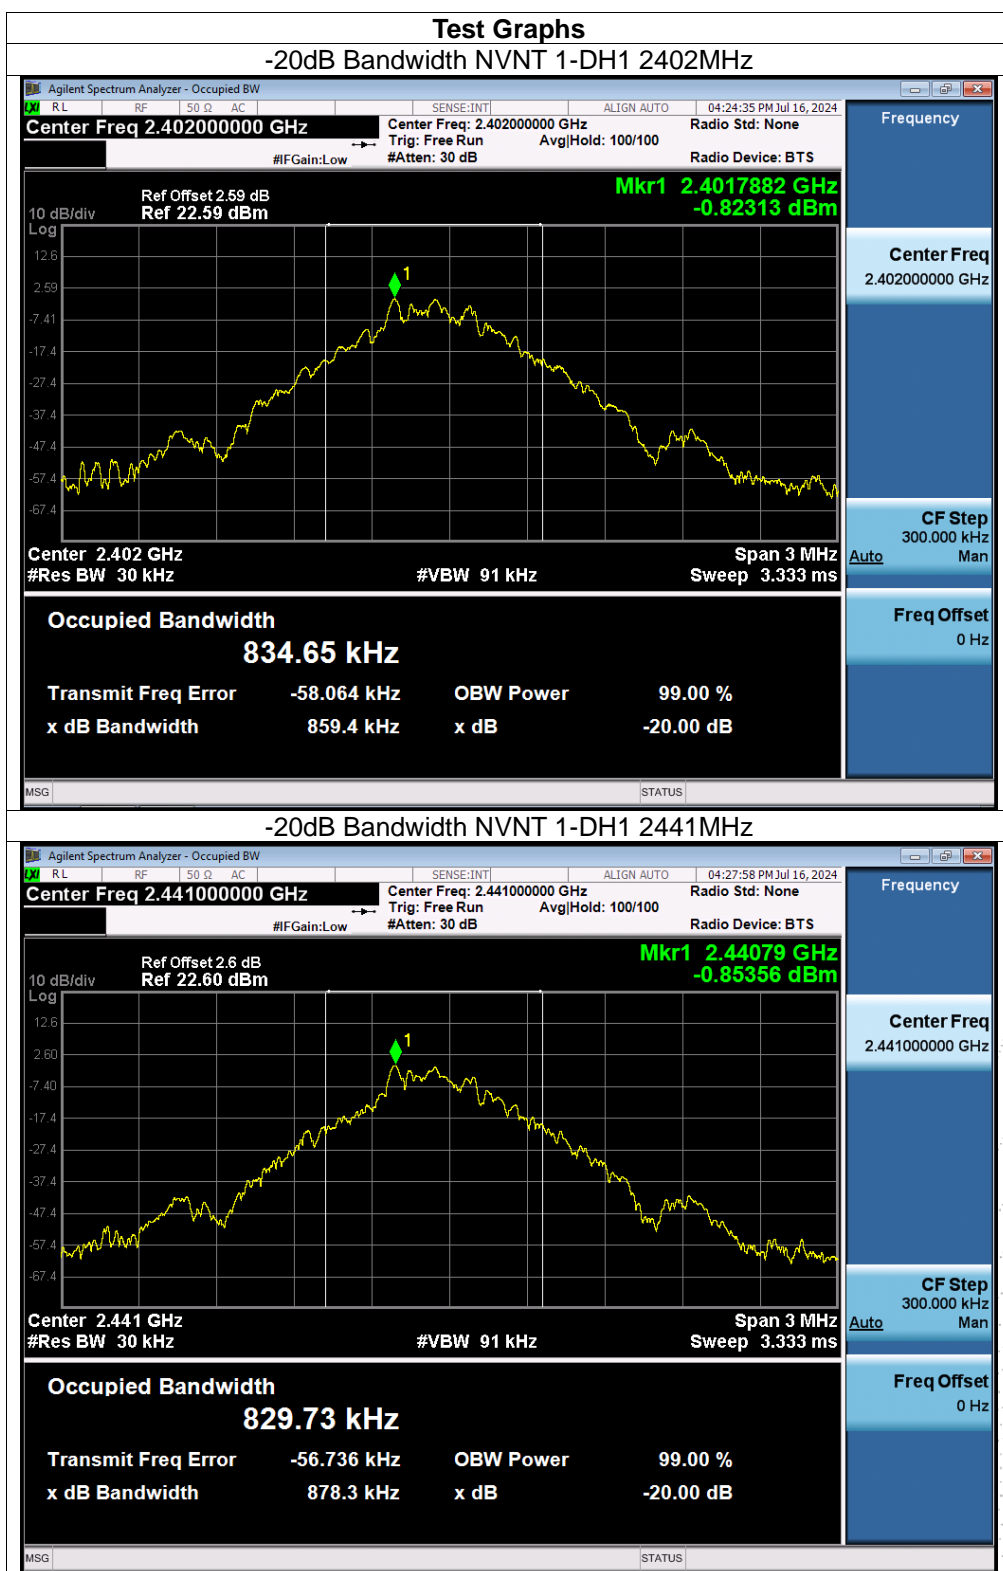 Test Graphs
-20dB Bandwidth NVNT 1-DH1 2402MHz
Agilent Spectrum Analyzer - Occupied BW
LXI RL RF 50 Ω AC SENSE:INT ALIGN AUTO 04:24:35 PM Jul 16, 2024
Center Freq 2.402000000 GHz
Center Freq: 2.402000000 GHz
Radio Std: None
Trig: Free Run Avg|Hold: 100/100
#IFGain:Low #Atten: 30 dB Radio Device: BTS
Frequency
Mkr1 2.4017882 GHz
-0.82313 dBm
Ref Offset 2.59 dB
10 dB/div Ref 22.59 dBm
Log
12.6
2.59
-7.41
-17.4
-27.4
-37.4
-47.4
-57.4
-67.4
1
Center 2.402 GHz Span 3 MHz
#Res BW 30 kHz #VBW 91 kHz Sweep 3.333 ms
Center Freq
2.402000000 GHz
CF Step
300.000 kHz
Auto Man
Freq Offset
0 Hz
Occupied Bandwidth
834.65 kHz
Transmit Freq Error -58.064 kHz OBW Power 99.00 %
x dB Bandwidth 859.4 kHz x dB -20.00 dB
MSG STATUS
-20dB Bandwidth NVNT 1-DH1 2441MHz
Agilent Spectrum Analyzer - Occupied BW
LXI RL RF 50 Ω AC SENSE:INT ALIGN AUTO 04:27:58 PM Jul 16, 2024
Center Freq 2.441000000 GHz
Center Freq: 2.441000000 GHz
Radio Std: None
Trig: Free Run Avg|Hold: 100/100
#IFGain:Low #Atten: 30 dB Radio Device: BTS
Frequency
Mkr1 2.44079 GHz
-0.85356 dBm
Ref Offset 2.6 dB
10 dB/div Ref 22.60 dBm
Log
12.6
2.60
-7.40
-17.4
-27.4
-37.4
-47.4
-57.4
-67.4
1
Center 2.441 GHz Span 3 MHz
#Res BW 30 kHz #VBW 91 kHz Sweep 3.333 ms
Center Freq
2.441000000 GHz
CF Step
300.000 kHz
Auto Man
Freq Offset
0 Hz
Occupied Bandwidth
829.73 kHz
Transmit Freq Error -56.736 kHz OBW Power 99.00 %
x dB Bandwidth 878.3 kHz x dB -20.00 dB
MSG STATUS